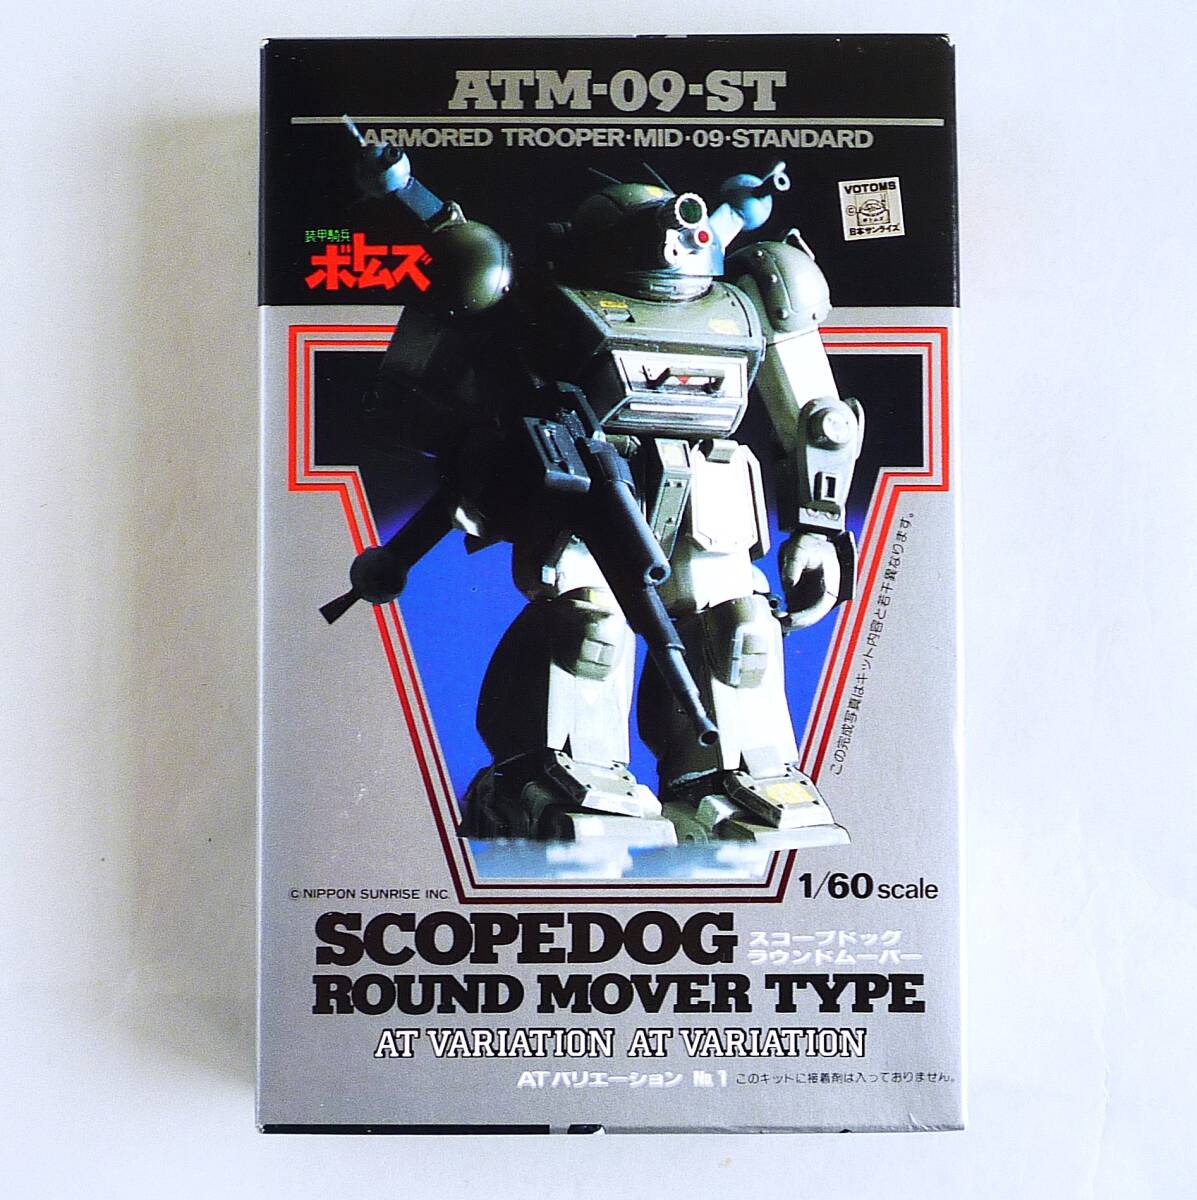 ATM-09-ST
ARMORED TROOPER·MID·09·STANDARD
VOTOMS
©
ボトムズ
日本サンライズ
装甲騎兵
ボトムズ
この完成写真はキット内容と若干異なります。
1/60 scale
© NIPPON SUNRISE INC.
SCOPEDOG
スコープドッグ
ラウンドムーバー
ROUND MOVER TYPE
AT VARIATION AT VARIATION
ATバリエーション No.1 このキットに接着剤は入っておりません。